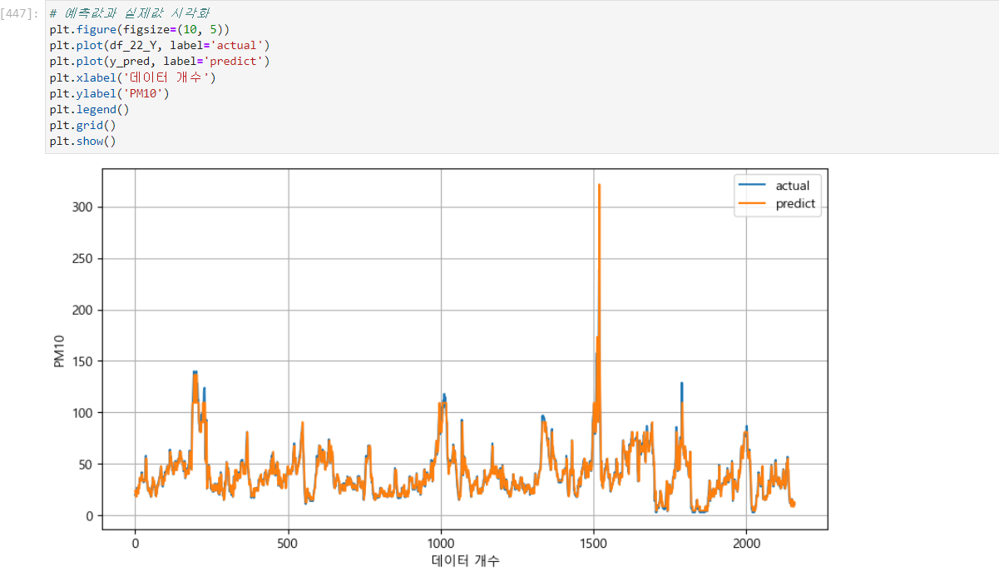 [447]: # 예측값과 실제값 시각화
plt.figure(figsize=(10, 5))
plt.plot(df_22_Y, label='actual')
plt.plot(y_pred, label='predict')
plt.xlabel('데이터 개수')
plt.ylabel('PM10')
plt.legend()
plt.grid()
plt.show()
actual
predict
300
250
200
150
100
50
0
PM10
0 500 1000 1500 2000
데이터 개수